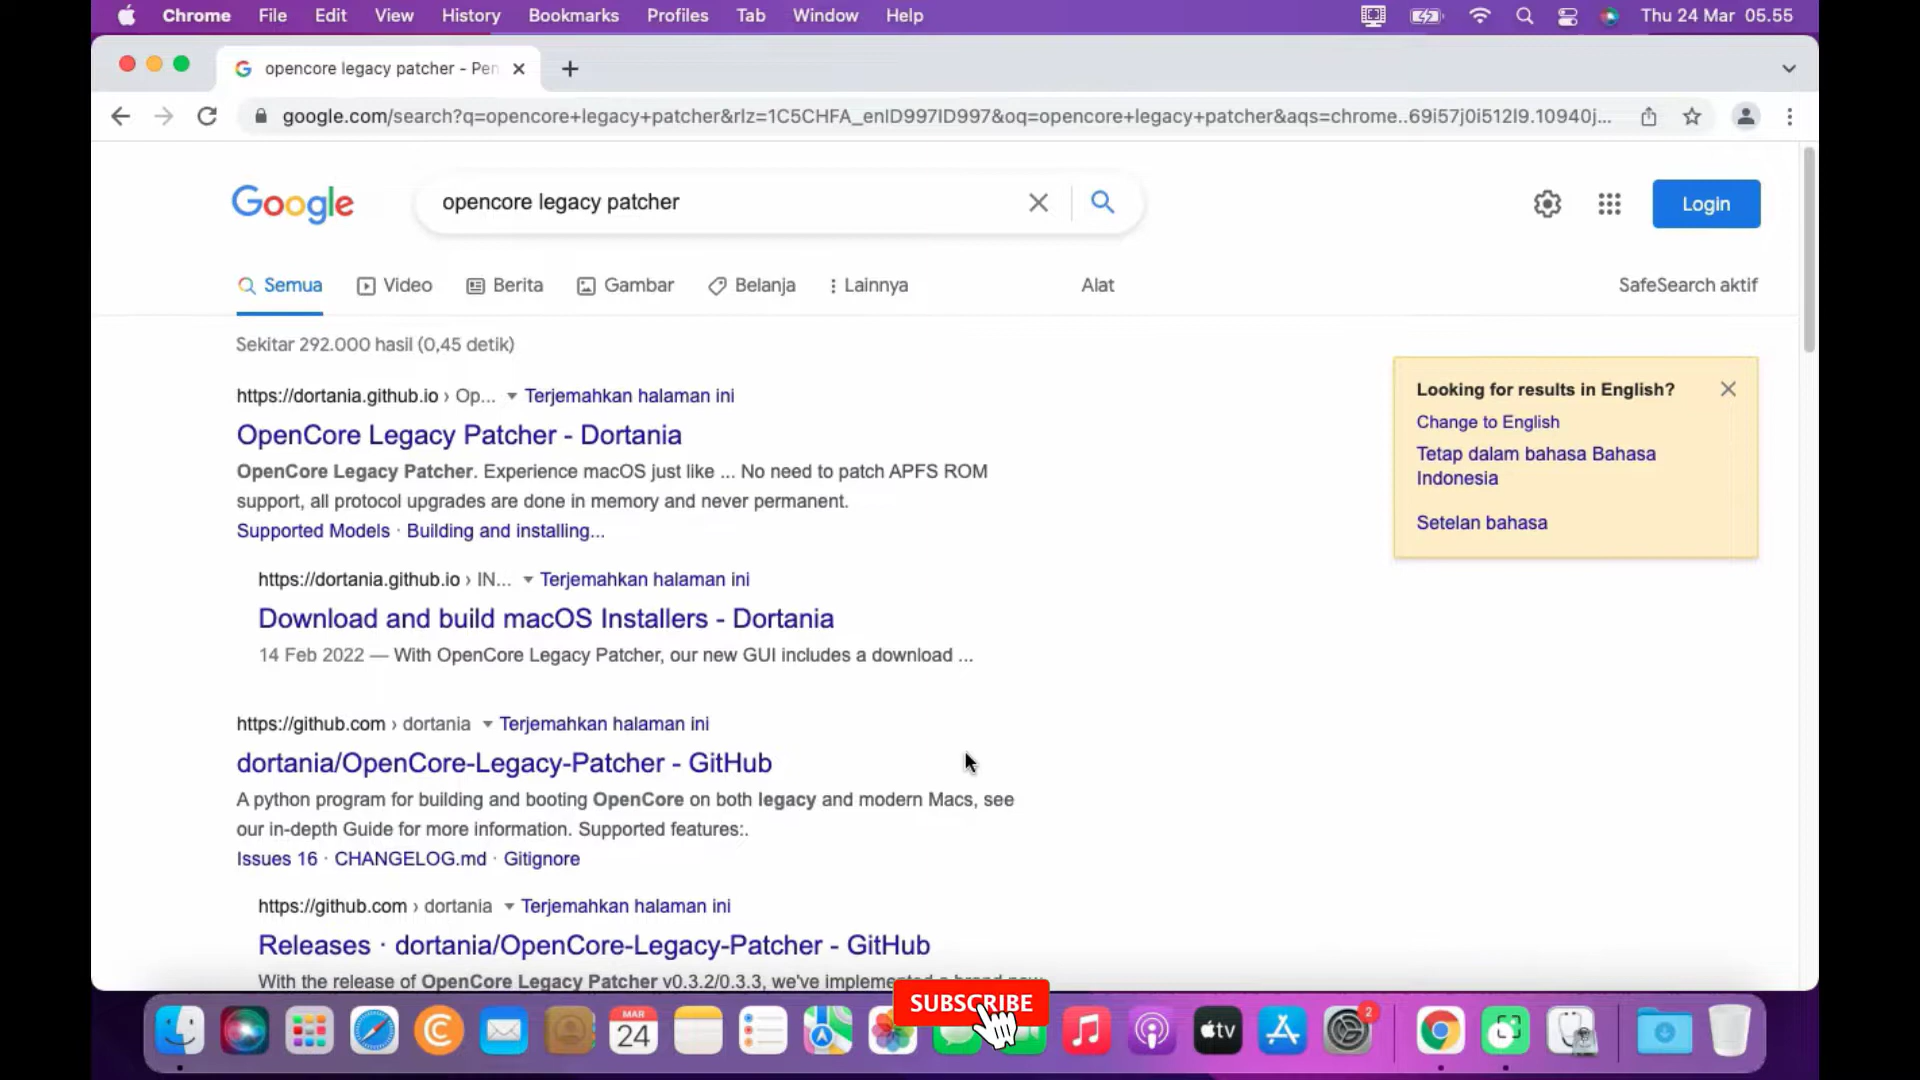 Chrome File Edit View History Bookmarks Profiles Tab Window Help Thu 24 Mar 05.55
opencore legacy patcher - Pen
google.com/search?q=opencore+legacy+patcher&rlz=1C5CHFA_enID997ID997&oq=opencore+legacy+patcher&aqs=chrome..69i57j0i512l9.10940j...
Google opencore legacy patcher Login
Semua Video Berita Gambar Belanja Lainnya Alat SafeSearch aktif
Sekitar 292.000 hasil (0,45 detik)
https://dortania.github.io › Op... Terjemahkan halaman ini
OpenCore Legacy Patcher - Dortania
OpenCore Legacy Patcher. Experience macOS just like ... No need to patch APFS ROM
support, all protocol upgrades are done in memory and never permanent.
Supported Models · Building and installing...
https://dortania.github.io › IN... Terjemahkan halaman ini
Download and build macOS Installers - Dortania
14 Feb 2022 — With OpenCore Legacy Patcher, our new GUI includes a download ...
https://github.com › dortania Terjemahkan halaman ini
dortania/OpenCore-Legacy-Patcher - GitHub
A python program for building and booting OpenCore on both legacy and modern Macs, see
our in-depth Guide for more information. Supported features:.
Issues 16 · CHANGELOG.md · Gitignore
https://github.com › dortania Terjemahkan halaman ini
Releases · dortania/OpenCore-Legacy-Patcher - GitHub
With the release of OpenCore Legacy Patcher v0.3.2/0.3.3, we've impleme
Looking for results in English?
Change to English
Tetap dalam bahasa Bahasa
Indonesia
Setelan bahasa
SUBSCRIBE
MAR
24
tv
2